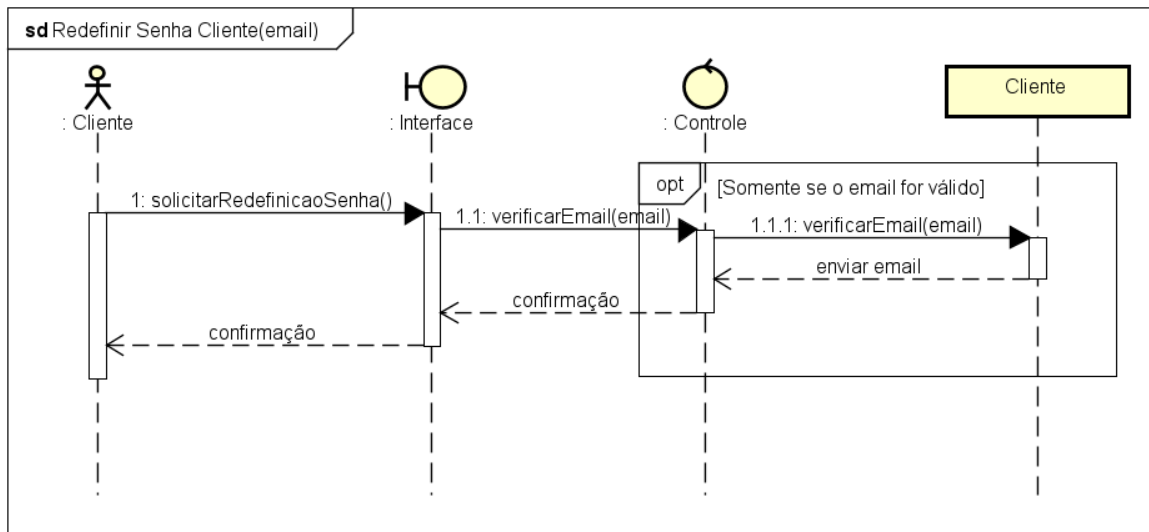 sd Redefinir Senha Cliente(email)
: Cliente
: Interface
: Controle
Cliente
opt
[Somente se o email for válido]
1: solicitarRedefinicaoSenha()
1.1: verificarEmail(email)
1.1.1: verificarEmail(email)
enviar email
confirmação
confirmação